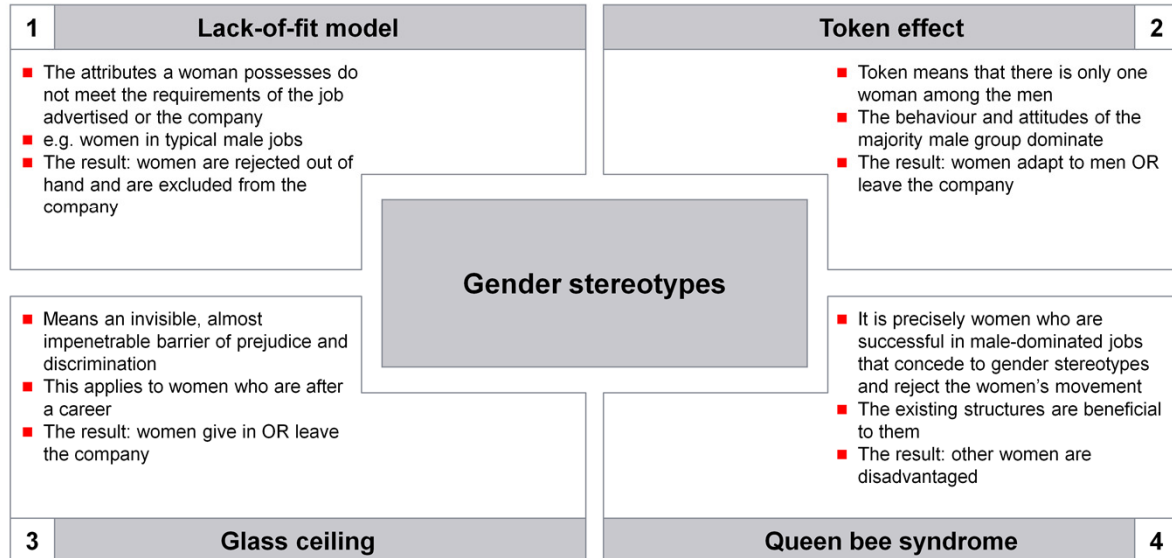 1 Lack-of-fit model
The attributes a woman possesses do
not meet the requirements of the job
advertised or the company
e.g. women in typical male jobs
The result: women are rejected out of
hand and are excluded from the
company
Token effect 2
Token means that there is only one
woman among the men
The behaviour and attitudes of the
majority male group dominate
The result: women adapt to men OR
leave the company
Gender stereotypes
Means an invisible, almost
impenetrable barrier of prejudice and
discrimination
This applies to women who are after
a career
The result: women give in OR leave
the company
3 Glass ceiling
It is precisely women who are
successful in male-dominated jobs
that concede to gender stereotypes
and reject the women's movement
The existing structures are beneficial
to them
The result: other women are
disadvantaged
Queen bee syndrome 4